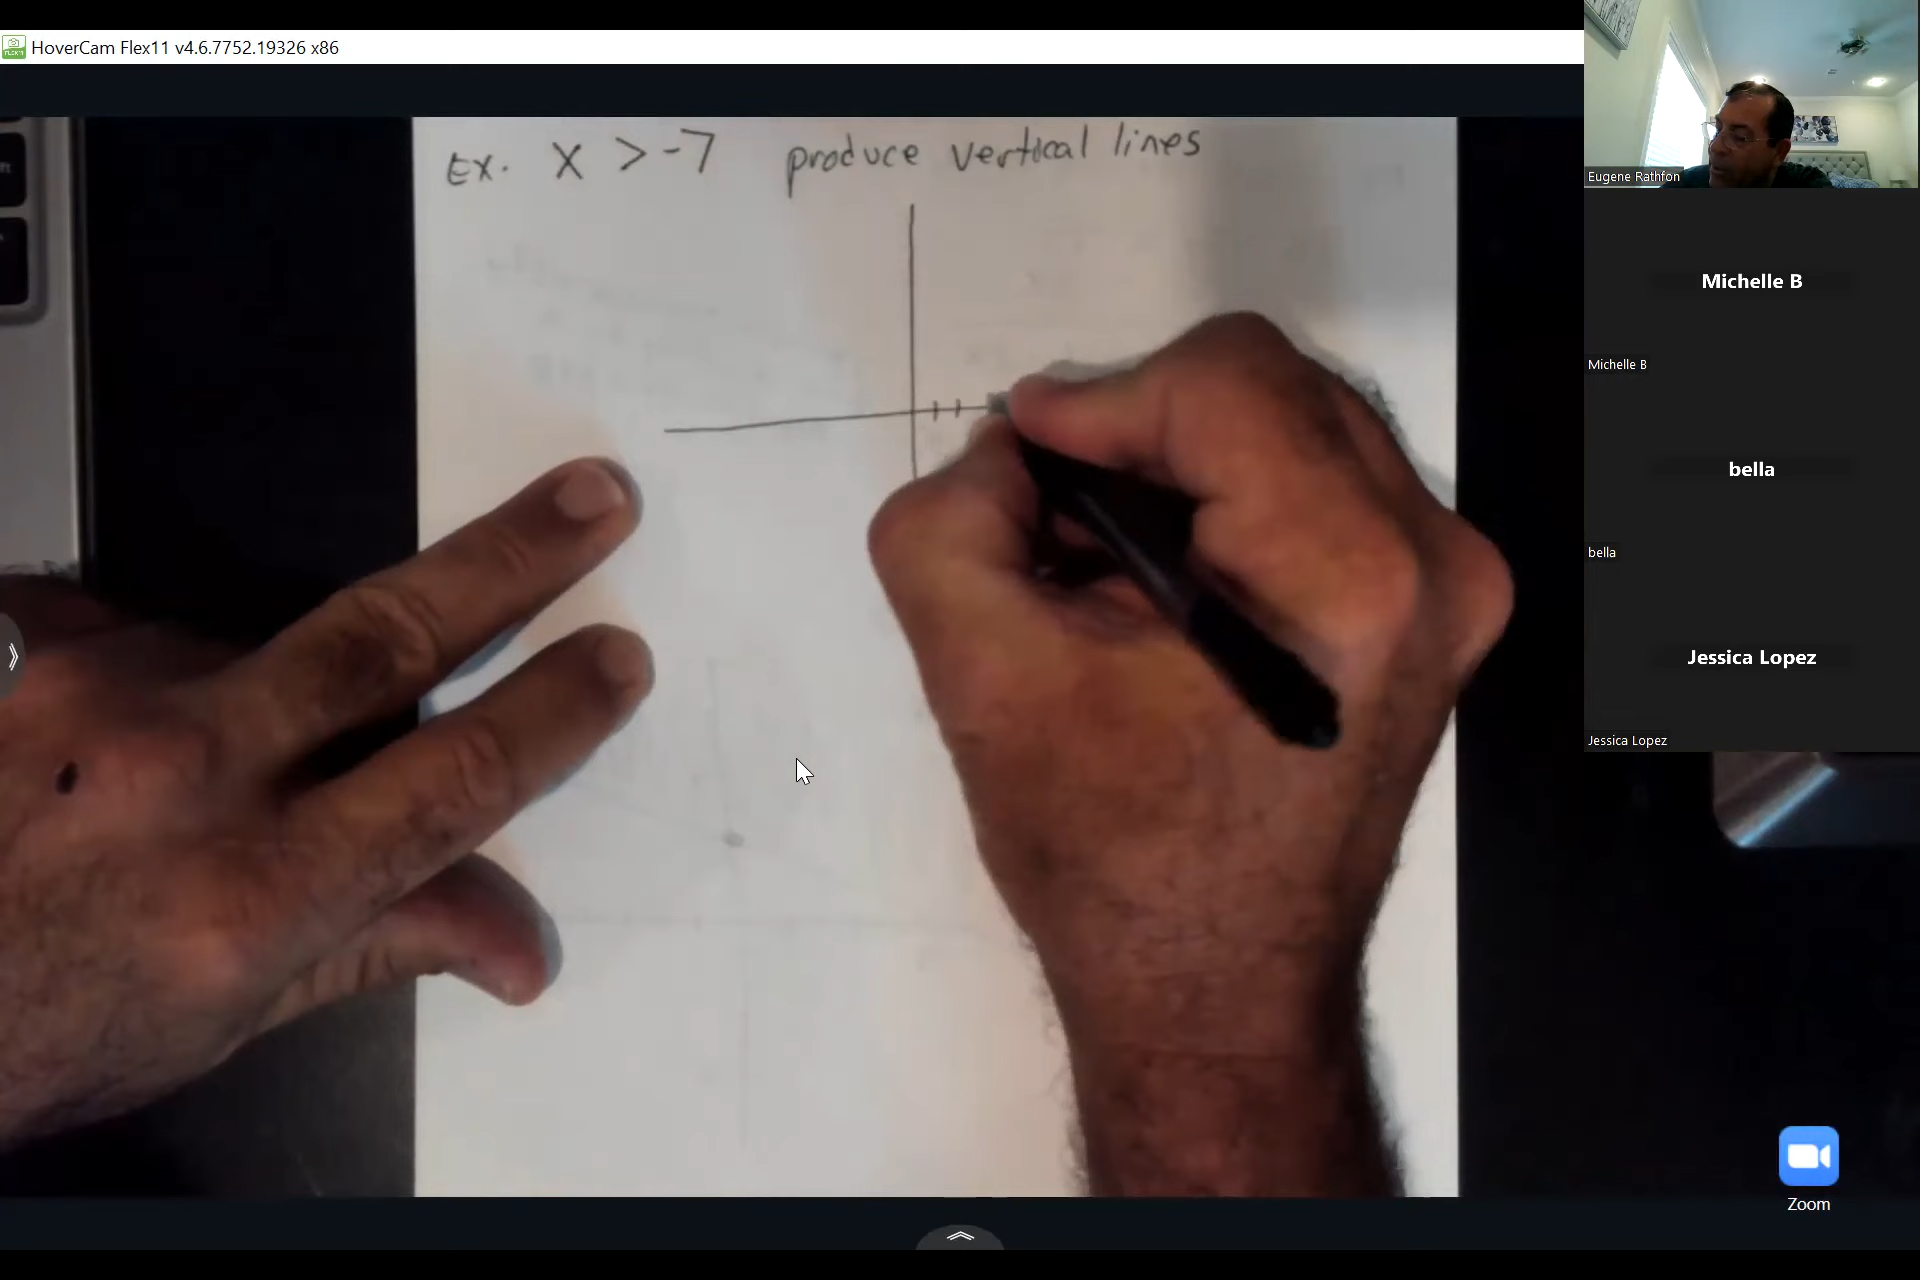 HoverCam Flex11 v4.6.7752.19326 x86
Ex. X > -7 produce vertical lines
Eugene Rathfon
Michelle B
Michelle B
bella
bella
Jessica Lopez
Jessica Lopez
Zoom